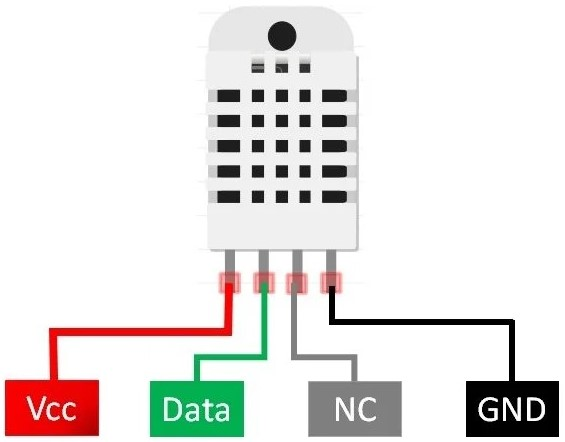 Vcc
Data
NC
GND